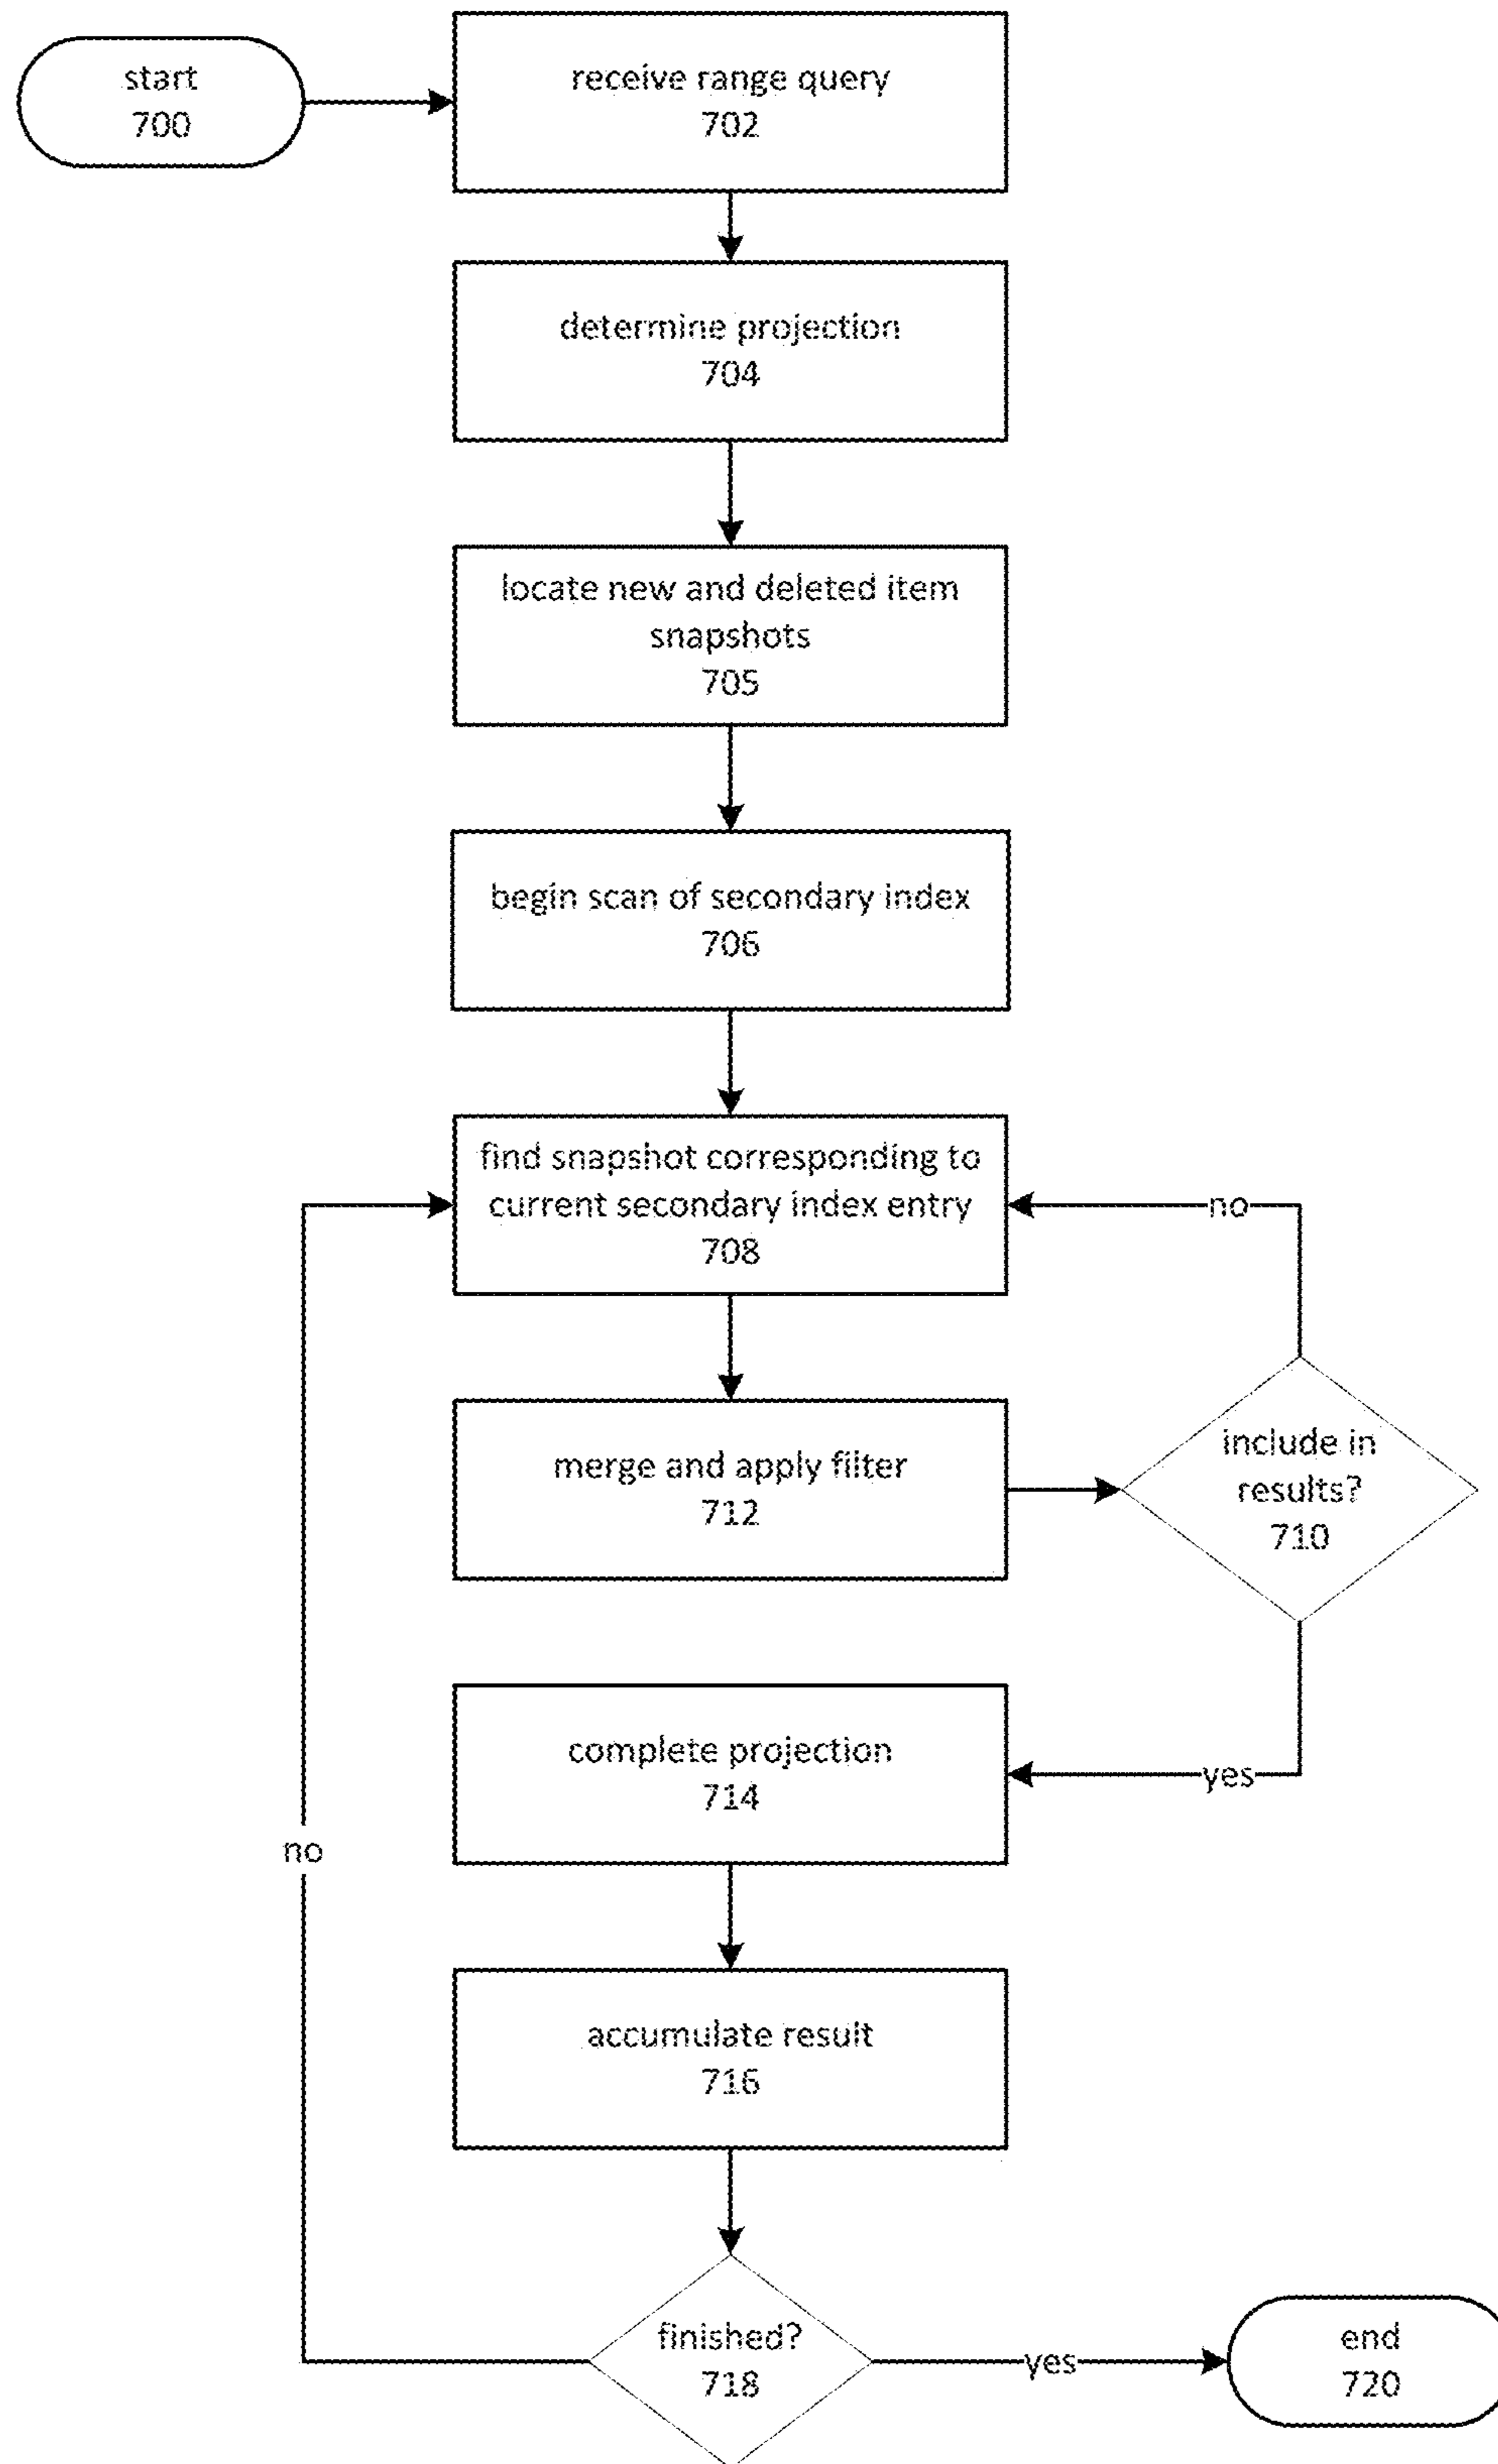 start
700
receive range query
702
determine projection
704
locate new and deleted item
snapshots
705
begin scan of secondary index
706
find snapshot corresponding to
current secondary index entry
708
no
merge and apply filter
712
include in
results?
710
complete projection
714
yes
no
accumulate result
716
finished?
718
yes
end
720